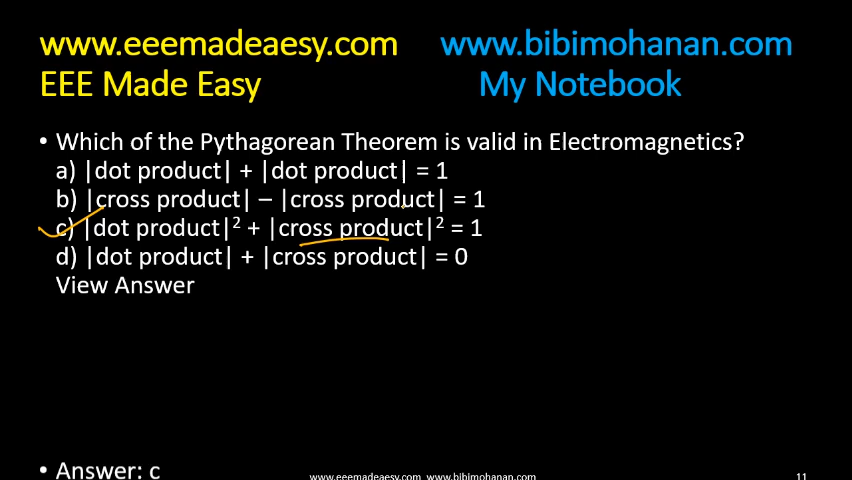 www.eeemadeaesy.com www.bibimohanan.com
EEE Made Easy My Notebook
• Which of the Pythagorean Theorem is valid in Electromagnetics?
a) |dot product| + |dot product| = 1
b) |cross product| – |cross product| = 1
c) |dot product|² + |cross product|² = 1
d) |dot product| + |cross product| = 0
View Answer
• Answer: c
www.eeemadeaesy.com www.bibimohanan.com 11